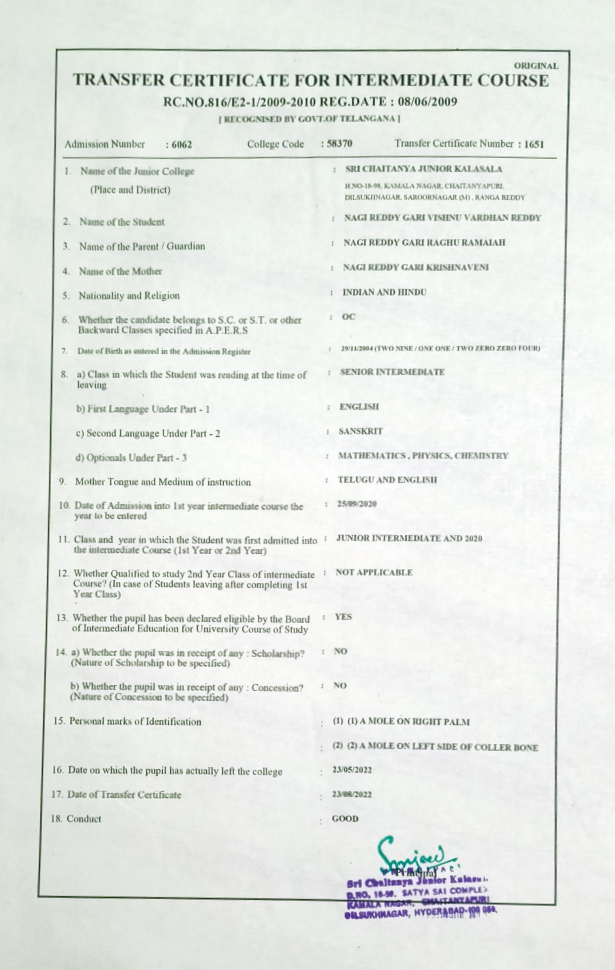 ORIGINAL
TRANSFER CERTIFICATE FOR INTERMEDIATE COURSE
RC.NO.816/E2-1/2009-2010 REG.DATE : 08/06/2009
[ RECOGNISED BY GOVT.OF TELANGANA ]
Admission Number : 6062 College Code : 58370 Transfer Certificate Number : 1651
1. Name of the Junior College : SRI CHAITANYA JUNIOR KALASALA
(Place and District) H.NO-18-98, KAMALA NAGAR, CHAITANYAPURI,
DILSUKHNAGAR, SAROORNAGAR (M) , RANGA REDDY
2. Name of the Student : NAGI REDDY GARI VISHNU VARDHAN REDDY
3. Name of the Parent / Guardian : NAGI REDDY GARI RAGHU RAMAIAH
4. Name of the Mother : NAGI REDDY GARI KRISHNAVENI
5. Nationality and Religion : INDIAN AND HINDU
6. Whether the candidate belongs to S.C. or S.T. or other : OC
Backward Classes specified in A.P.E.R.S
7. Date of Birth as entered in the Admission Register : 29/11/2004 (TWO NINE / ONE ONE / TWO ZERO ZERO FOUR)
8. a) Class in which the Student was reading at the time of : SENIOR INTERMEDIATE
leaving
b) First Language Under Part - 1 : ENGLISH
c) Second Language Under Part - 2 : SANSKRIT
d) Optionals Under Part - 3 : MATHEMATICS , PHYSICS, CHEMISTRY
9. Mother Tongue and Medium of instruction : TELUGU AND ENGLISH
10. Date of Admission into 1st year intermediate course the : 25/09/2020
year to be entered
11. Class and year in which the Student was first admitted into : JUNIOR INTERMEDIATE AND 2020
the intermediate Course (1st Year or 2nd Year)
12. Whether Qualified to study 2nd Year Class of intermediate : NOT APPLICABLE
Course? (In case of Students leaving after completing 1st
Year Class)
13. Whether the pupil has been declared eligible by the Board : YES
of Intermediate Education for University Course of Study
14. a) Whether the pupil was in receipt of any : Scholarship? : NO
(Nature of Scholarship to be specified)
b) Whether the pupil was in receipt of any : Concession? : NO
(Nature of Concession to be specified)
15. Personal marks of Identification : (1) (1) A MOLE ON RIGHT PALM
: (2) (2) A MOLE ON LEFT SIDE OF COLLER BONE
16. Date on which the pupil has actually left the college : 23/05/2022
17. Date of Transfer Certificate : 23/08/2022
18. Conduct : GOOD
Principal
Sri Chaitanya Junior
D.NO. 18-98. SATYA SAI
KAMALA NAGAR, CHAITANYAPURI
DILSUKHNAGAR, HYDERABAD